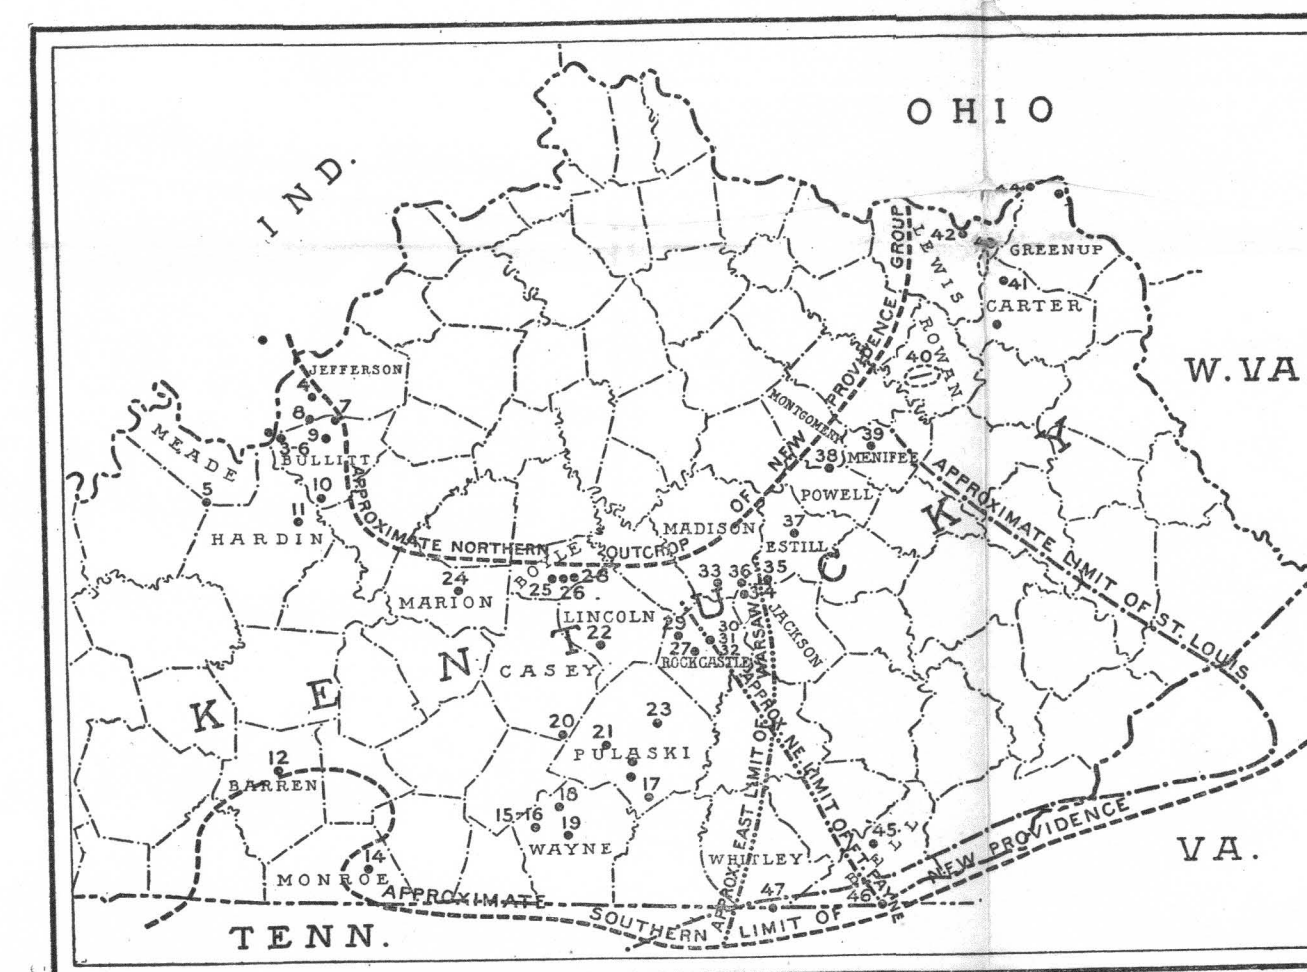 OHIO
IND.
44
42
43
GREENUP
LEWIS
41
CARTER
APPROXIMATE NORTHERN OUTCROP OF NEW PROVIDENCE GROUP
ROWAN
40
W.VA
JEFFERSON
4
8
7
9
3-6
BULLITT
MEADE
5
10
11
HARDIN
MONTGOMERY
39
MENIFEE
38
POWELL
APPROXIMATE LIMIT OF ST. LOUIS
MADISON
37
ESTILL
BOYLE
24
MARION
25
26
28
33
36
35
34
LINCOLN
22
CASEY
29
30
31
32
27
ROCKCASTLE
JACKSON
KENTUCKY
20
21
23
PULASKI
12
BARREN
17
18
15-16
19
WAYNE
APPROX. EAST LIMIT OF WARSAW
APPROX. NE LIMIT OF FT. PAYNE
45
BELL
WHITLEY
14
MONROE
47
46
APPROXIMATE SOUTHERN LIMIT OF NEW PROVIDENCE
VA.
TENN.